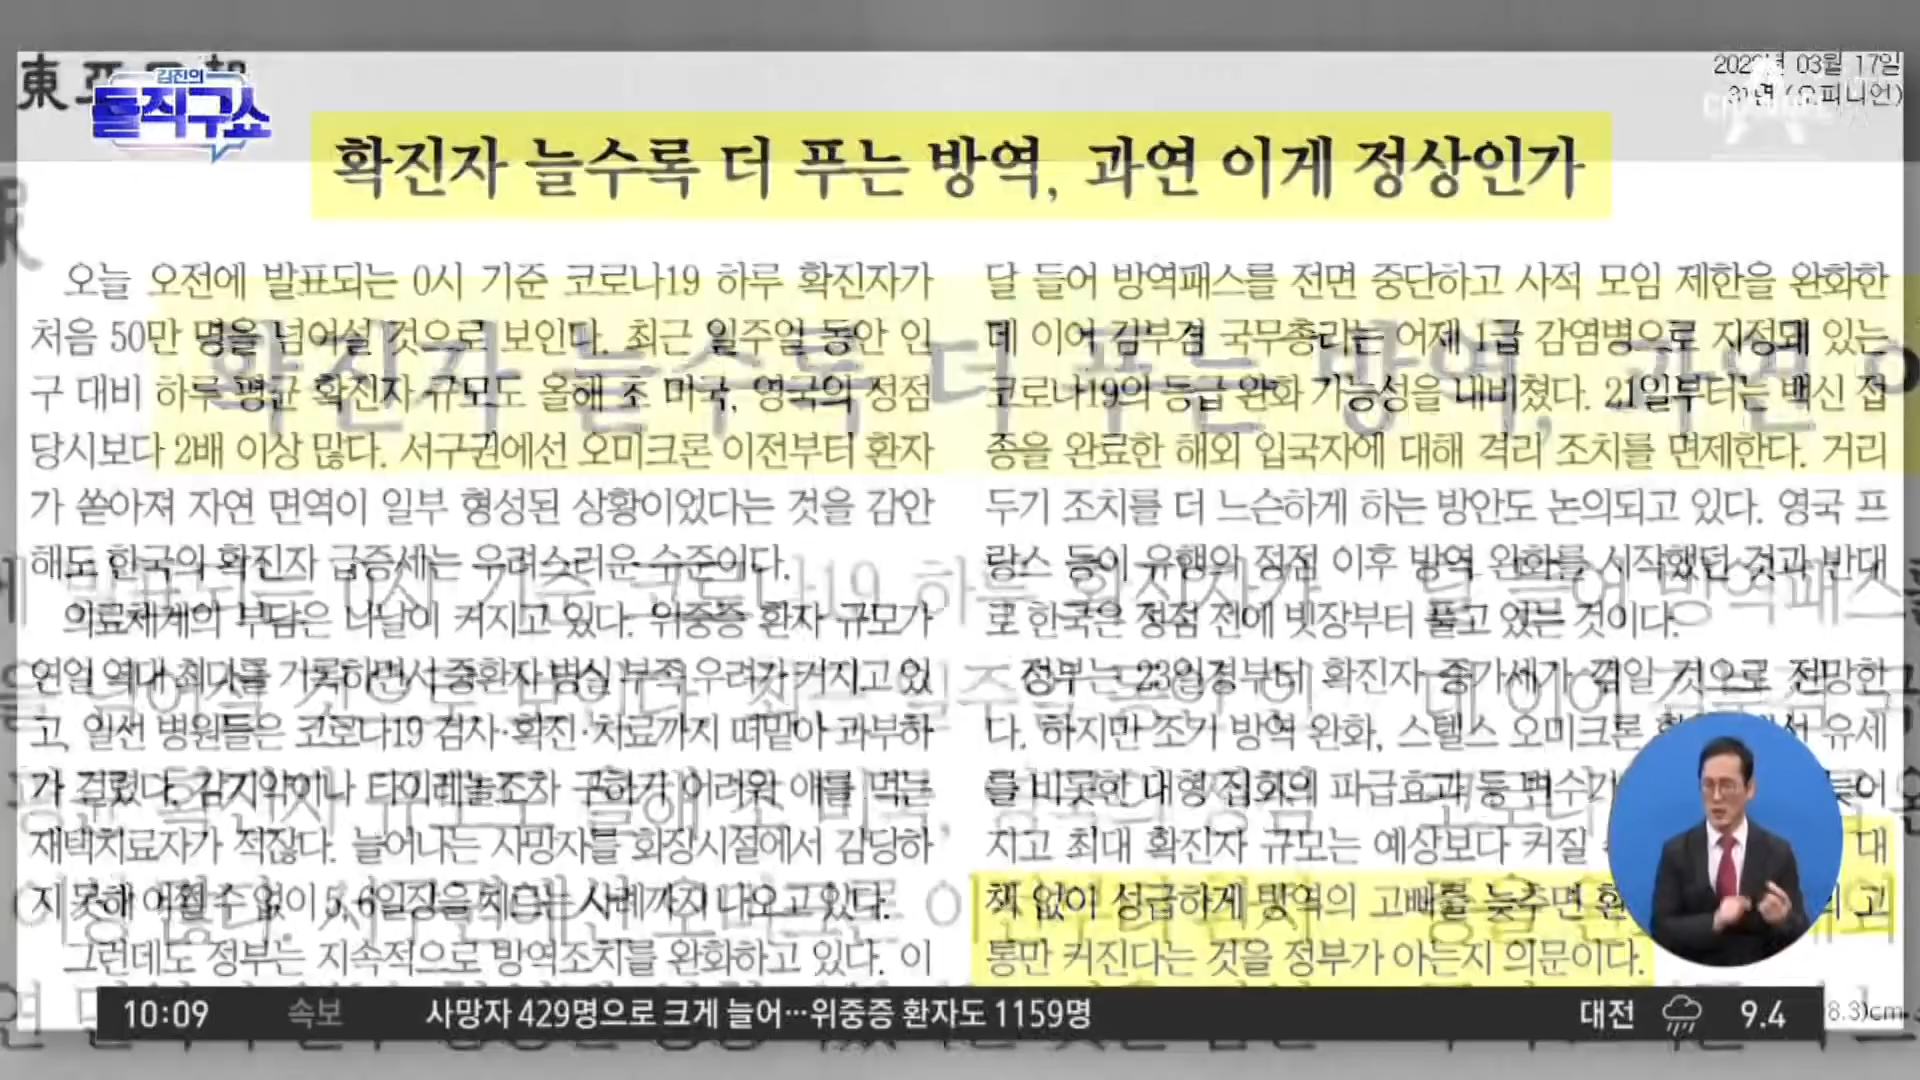 김진의
돌직구쇼
03월 17일
(오피니언)
확진자 늘수록 더 푸는 방역, 과연 이게 정상인가
오늘 오전에 발표되는 0시 기준 코로나19 하루 확진자가
처음 50만 명을 넘어설 것으로 보인다. 최근 일주일 동안 인
구 대비 하루 평균 확진자 규모도 올해 초 미국, 영국의 정점
당시보다 2배 이상 많다. 서구권에선 오미크론 이전부터 환자
가 쏟아져 자연 면역이 일부 형성된 상황이었다는 것을 감안
해도 한국의 확진자 급증세는 우려스러운 수준이다.
의료체계의 부담은 나날이 커지고 있다. 위중증 환자 규모가
연일 역대 최다를 기록하면서 중환자 병실 부족 우려가 커지고 있
고, 일선 병원들은 코로나19 검사·확진·치료까지 떠맡아 과부하
가 걸렸다. 감기약이나 타이레놀조차 구하기 어려워 애를 먹는
재택치료자가 적잖다. 늘어나는 사망자를 화장시설에서 감당하
지 못해 어쩔 수 없이 5, 6일장을 치르는 사례까지 나오고 있다.
그런데도 정부는 지속적으로 방역조치를 완화하고 있다. 이
달 들어 방역패스를 전면 중단하고 사적 모임 제한을 완화한
데 이어 김부겸 국무총리는 어제 1급 감염병으로 지정돼 있는
코로나19의 등급 완화 가능성을 내비쳤다. 21일부터는 백신 접
종을 완료한 해외 입국자에 대해 격리 조치를 면제한다. 거리
두기 조치를 더 느슨하게 하는 방안도 논의되고 있다. 영국 프
랑스 등이 유행의 정점 이후 방역 완화를 시작했던 것과 반대
로 한국은 정점 전에 빗장부터 풀고 있는 것이다.
정부는 23일경부터 확진자 증가세가 꺾일 것으로 전망한
다. 하지만 조기 방역 완화, 스텔스 오미크론 유세
를 비롯한 대형 집회의 파급효과 등 변수가
지고 최대 확진자 규모는 예상보다 커질 대
책 없이 성급하게 방역의 고삐를 늦추면 고
통만 커진다는 것을 정부가 아는지 의문이다.
10:09 속보 사망자 429명으로 크게 늘어…위중증 환자도 1159명 대전 9.4
8.3)cm